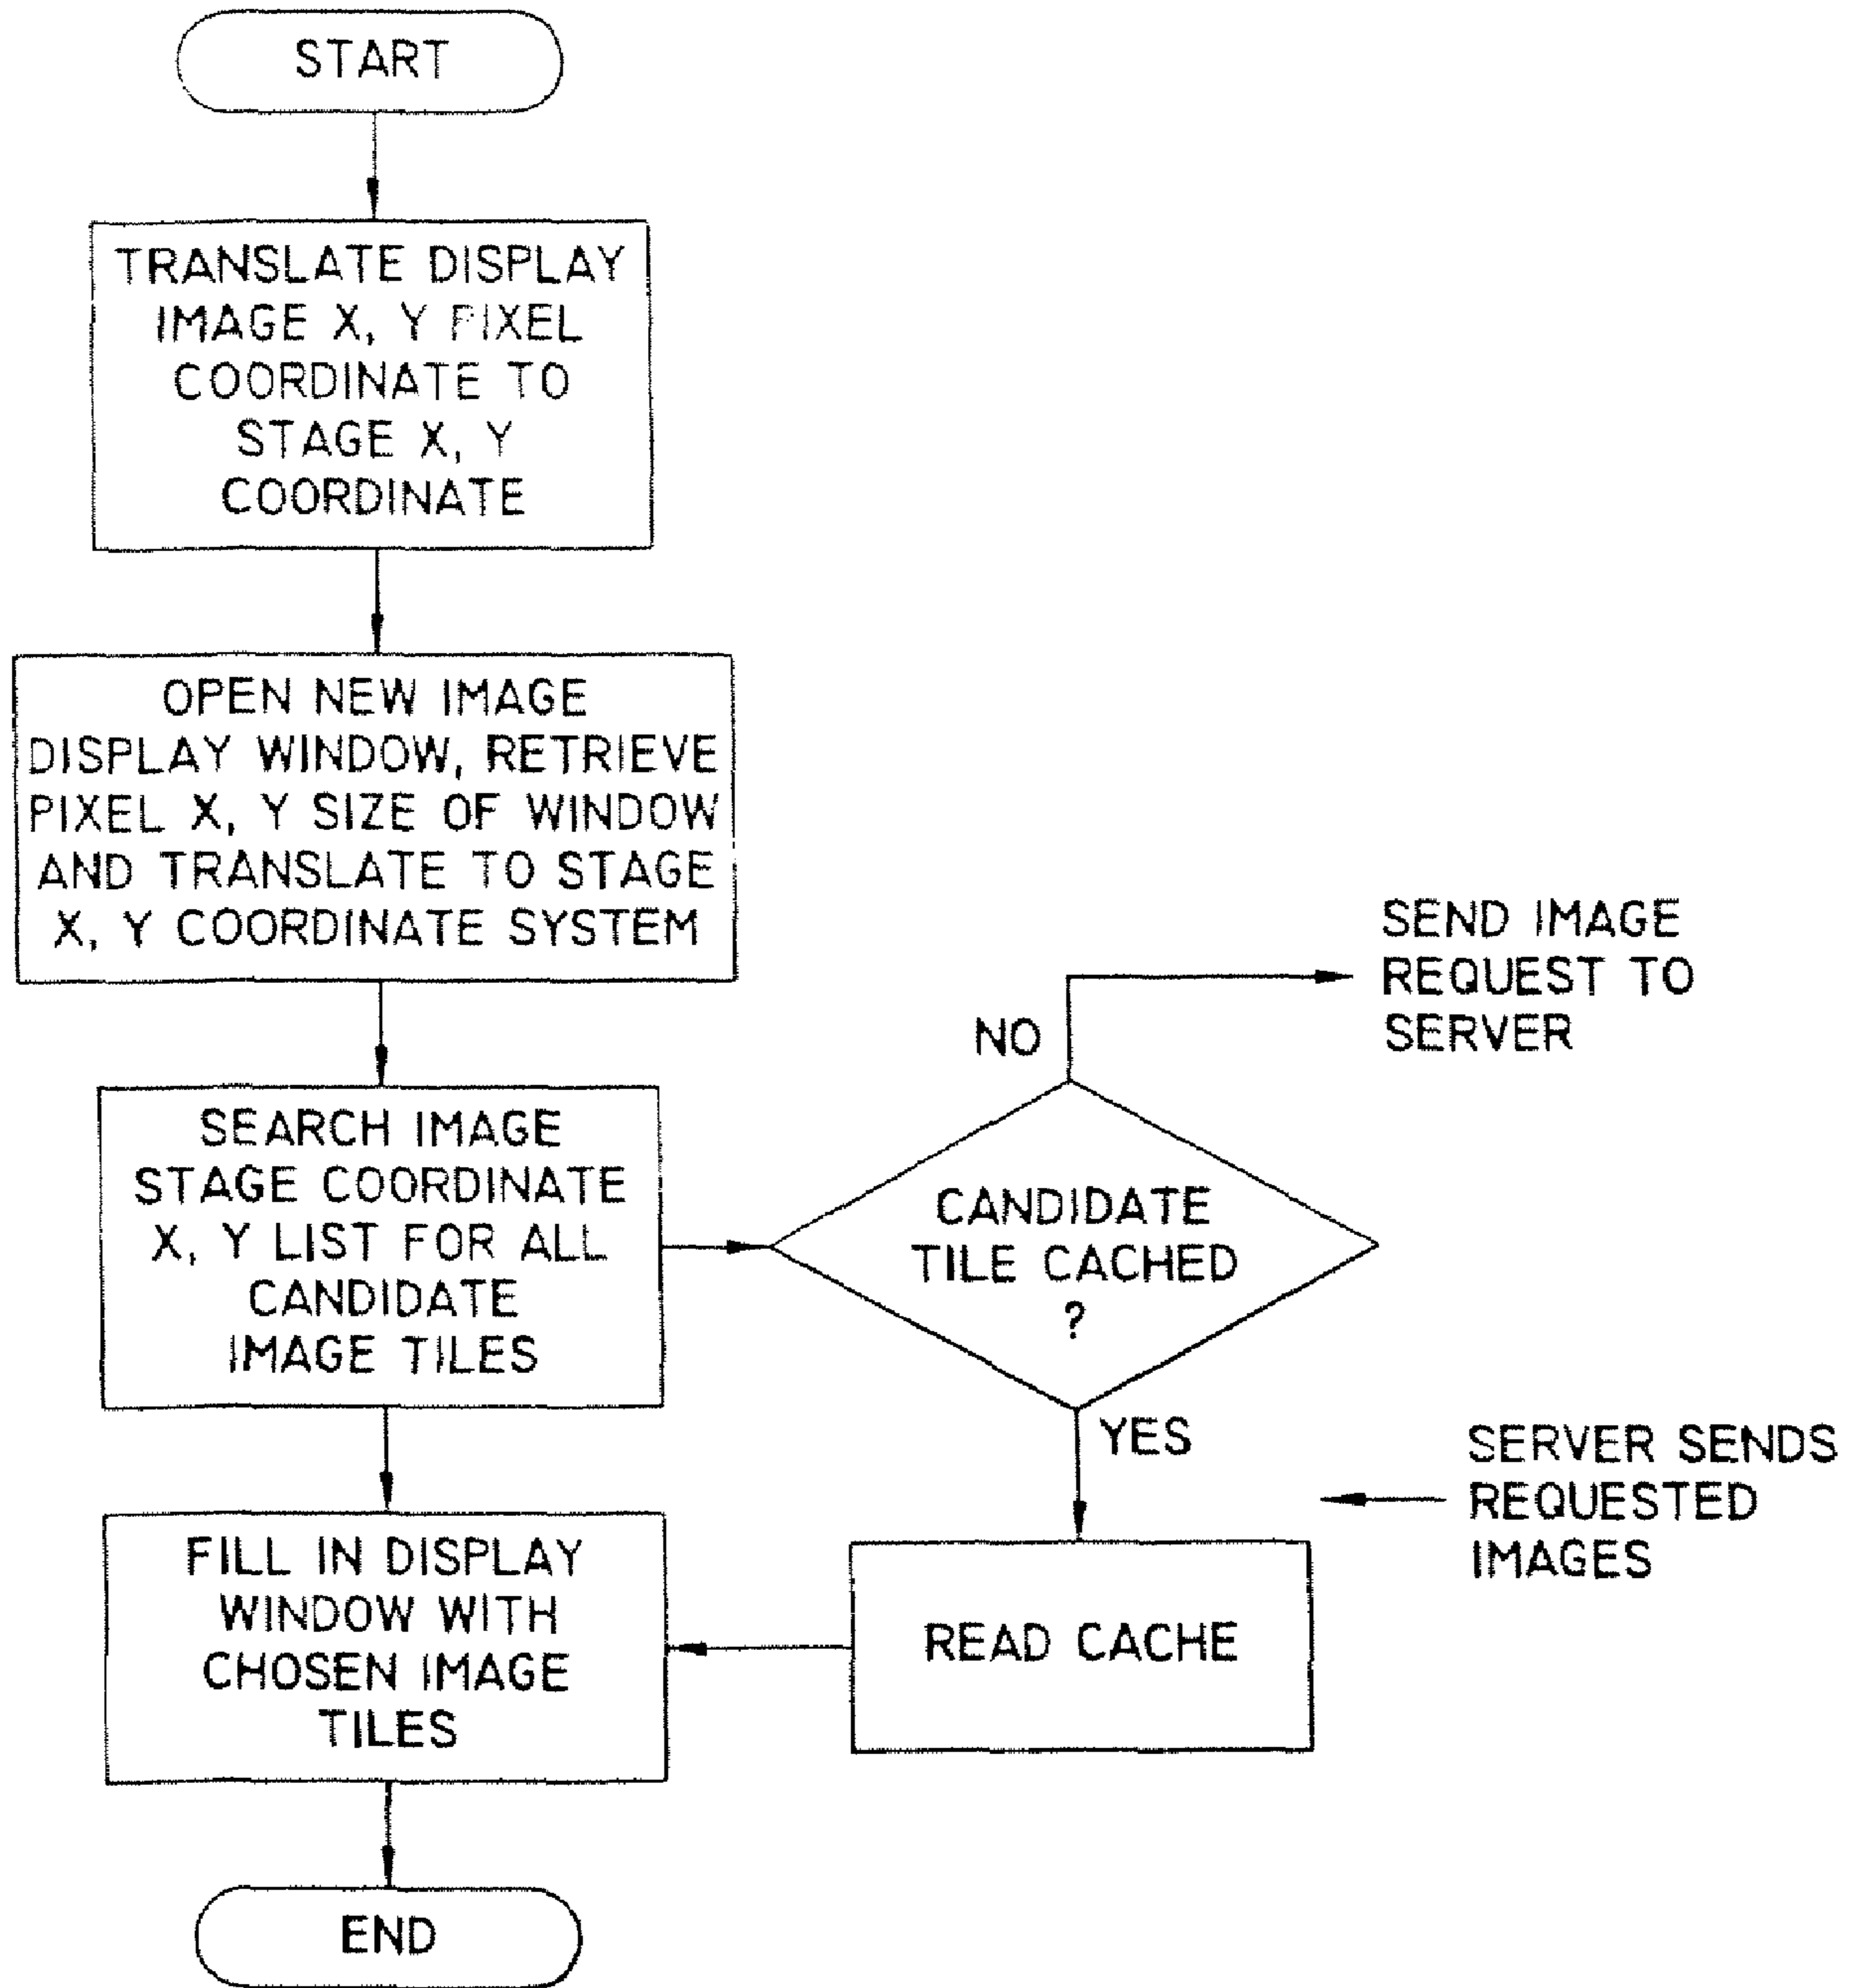 START
TRANSLATE DISPLAY
IMAGE X, Y PIXEL
COORDINATE TO
STAGE X, Y
COORDINATE
OPEN NEW IMAGE
DISPLAY WINDOW, RETRIEVE
PIXEL X, Y SIZE OF WINDOW
AND TRANSLATE TO STAGE
X, Y COORDINATE SYSTEM
SEARCH IMAGE
STAGE COORDINATE
X, Y LIST FOR ALL
CANDIDATE
IMAGE TILES
CANDIDATE
TILE CACHED
?
NO
SEND IMAGE
REQUEST TO
SERVER
YES
SERVER SENDS
REQUESTED
IMAGES
READ CACHE
FILL IN DISPLAY
WINDOW WITH
CHOSEN IMAGE
TILES
END